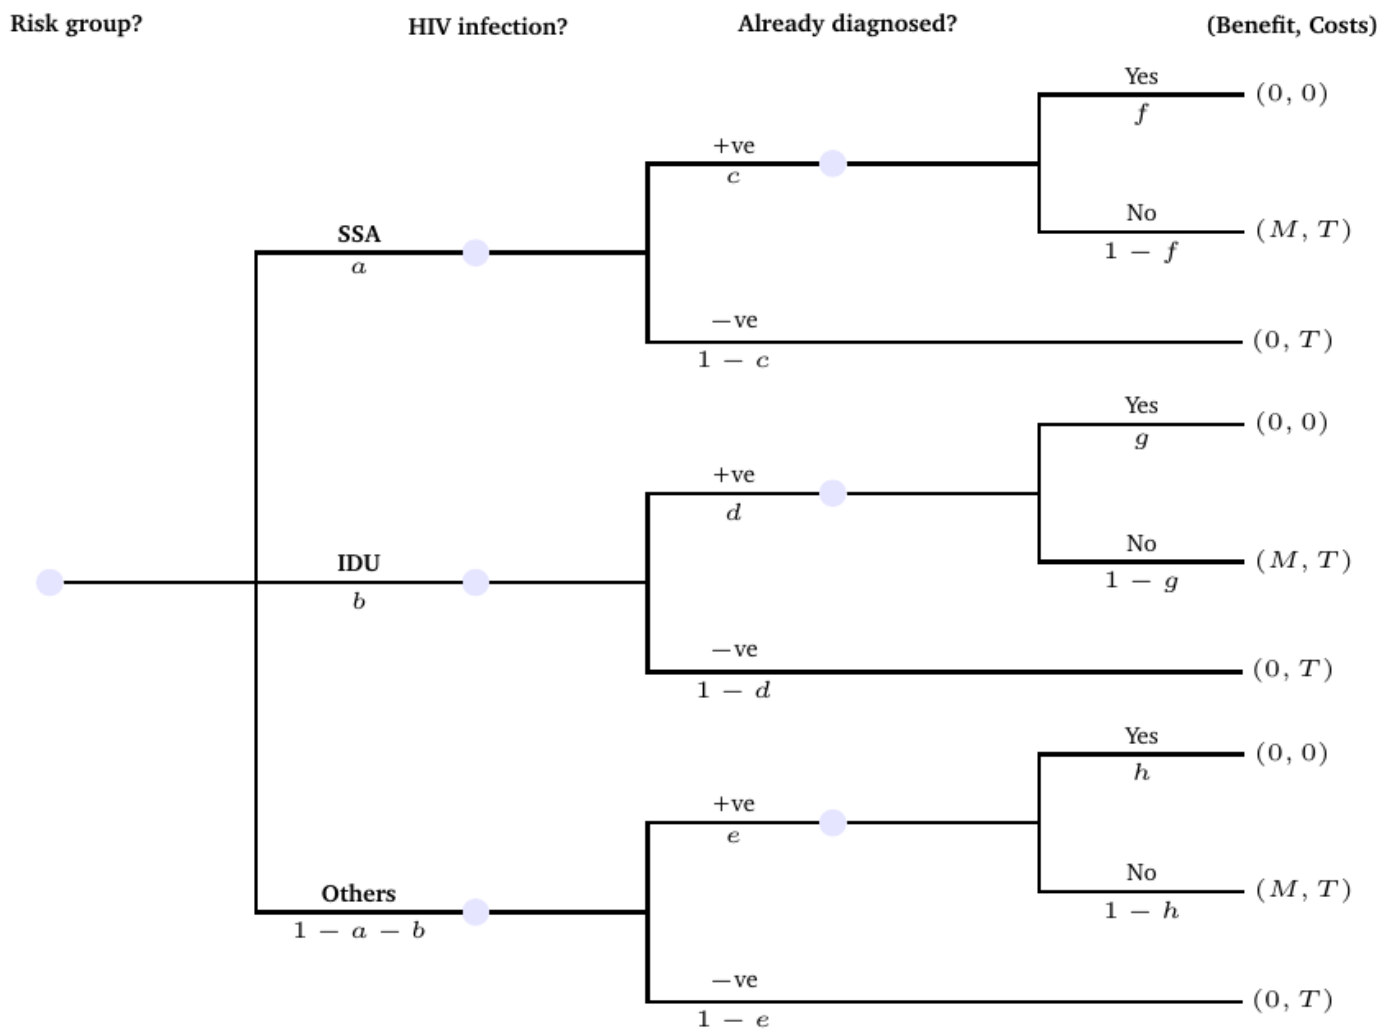 Risk group? HIV infection? Already diagnosed? (Benefit, Costs)
Yes
f
(0, 0)
+ve
c
No
1 − f
(M, T)
SSA
a
−ve
1 − c
(0, T)
Yes
g
(0, 0)
+ve
d
No
1 − g
(M, T)
IDU
b
−ve
1 − d
(0, T)
Yes
h
(0, 0)
+ve
e
No
1 − h
(M, T)
Others
1 − a − b
−ve
1 − e
(0, T)